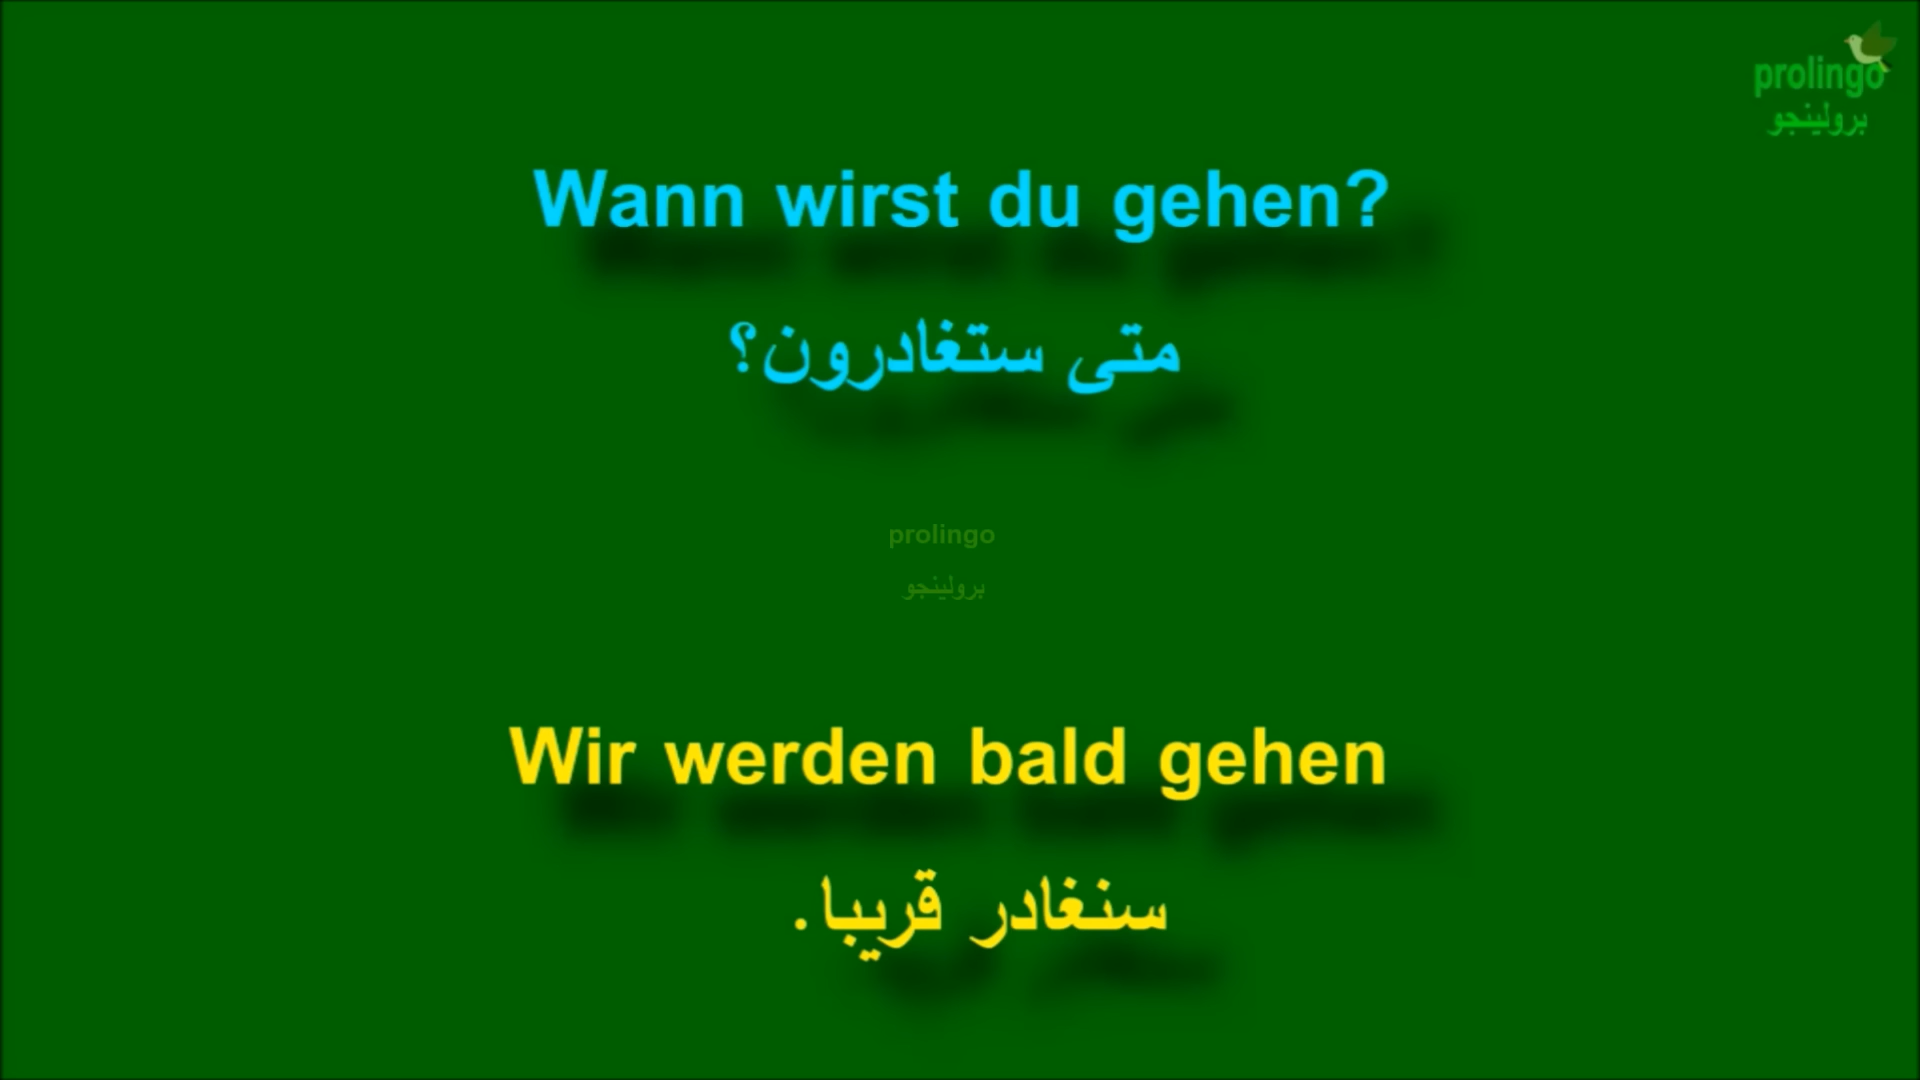 prolingo
برولينجو
Wann wirst du gehen?
متى ستغادرون؟
prolingo
برولينجو
Wir werden bald gehen
سنغادر قريبا.